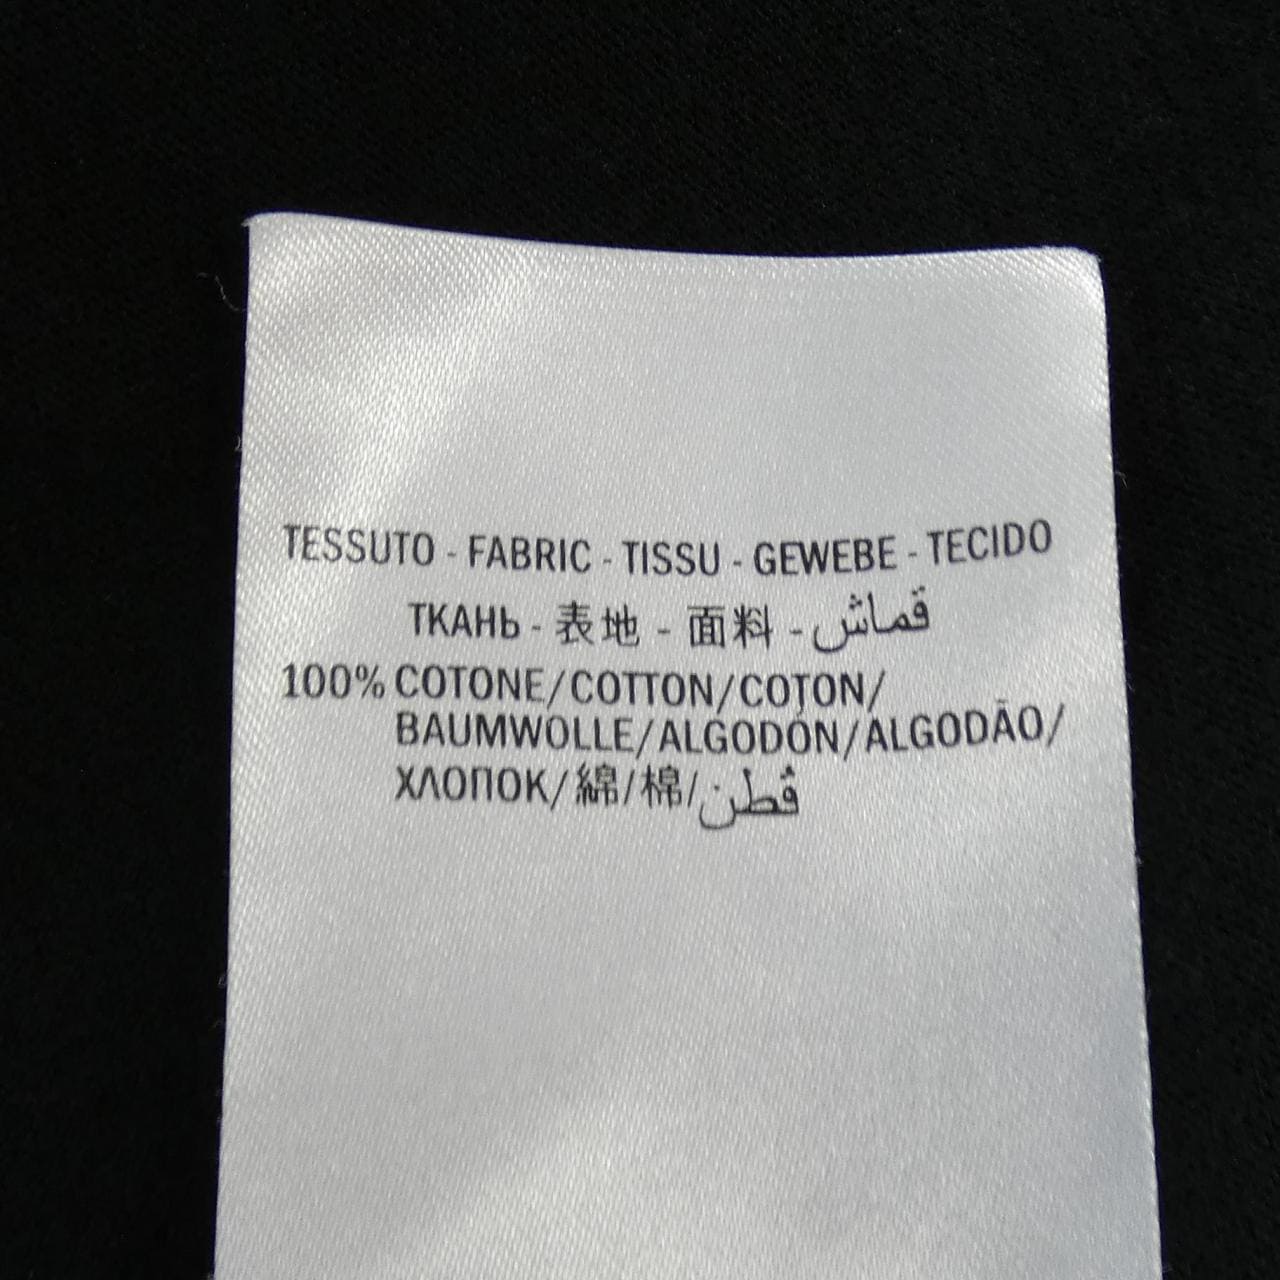 TESSUTO - FABRIC - TISSU - GEWEBE - TECIDO
ТКАНЬ - 表地 - 面料 - قماش
100% COTONE/COTTON/COTON/
BAUMWOLLE/ALGODÓN/ALGODÃO/
ХЛОПОК/綿/棉/قطن